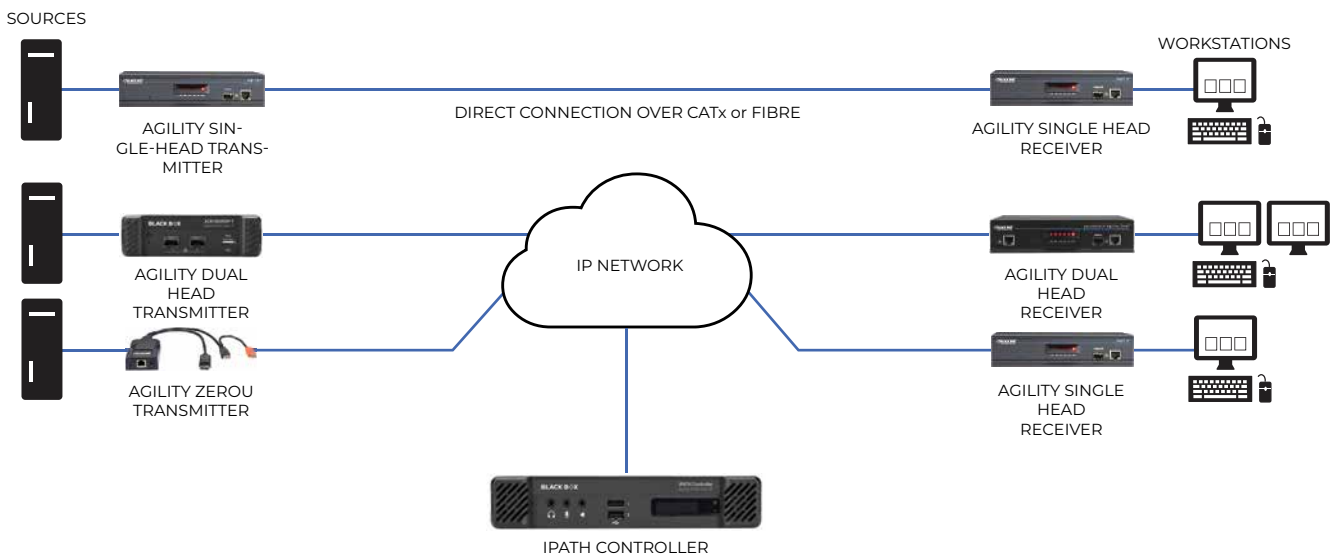 SOURCES
WORKSTATIONS
DIRECT CONNECTION OVER CATx or FIBRE
AGILITY SIN-
GLE-HEAD TRANS-
MITTER
AGILITY SINGLE HEAD
RECEIVER
BLACK BOX
AGILITY DUAL
HEAD
TRANSMITTER
IP NETWORK
AGILITY DUAL
HEAD
RECEIVER
AGILITY ZEROU
TRANSMITTER
AGILITY SINGLE
HEAD
RECEIVER
BLACK BOX
IPATH CONTROLLER